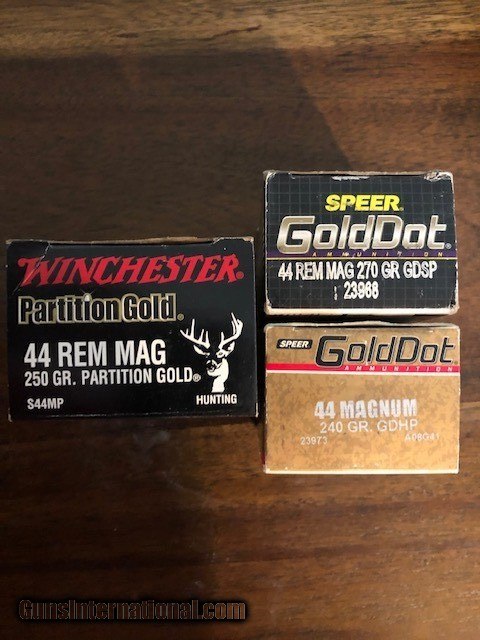 WINCHESTER®
Partition Gold®
44 REM MAG
250 GR. PARTITION GOLD®
S44MP
HUNTING
SPEER®
GoldDot®
AMMUNITION
44 REM MAG 270 GR GDSP
23968
SPEER
GoldDot
AMMUNITION
44 MAGNUM
240 GR. GDHP
23973
GunsInternational.com